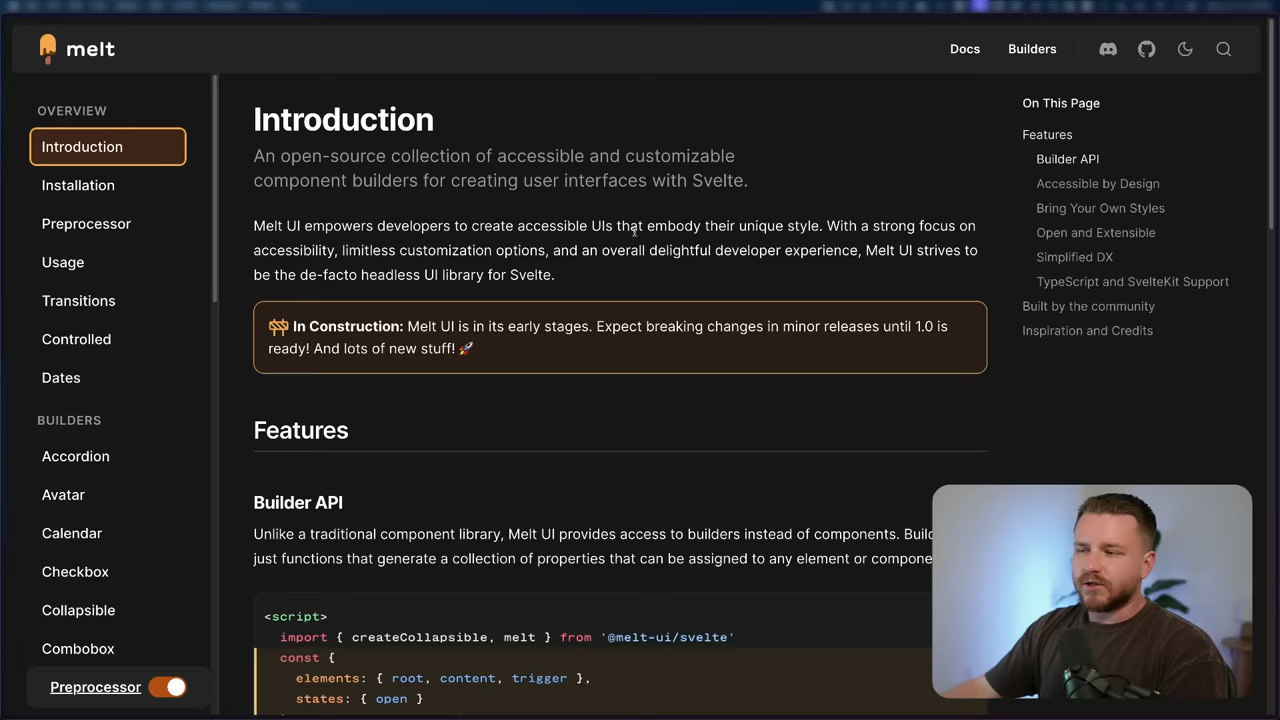 melt
Docs
Builders
OVERVIEW
Introduction
Installation
Preprocessor
Usage
Transitions
Controlled
Dates
BUILDERS
Accordion
Avatar
Calendar
Checkbox
Collapsible
Combobox
Preprocessor
Introduction
An open-source collection of accessible and customizable
component builders for creating user interfaces with Svelte.
Melt UI empowers developers to create accessible UIs that embody their unique style. With a strong focus on
accessibility, limitless customization options, and an overall delightful developer experience, Melt UI strives to
be the de-facto headless UI library for Svelte.
🚧 In Construction: Melt UI is in its early stages. Expect breaking changes in minor releases until 1.0 is
ready! And lots of new stuff! 🚀
Features
Builder API
Unlike a traditional component library, Melt UI provides access to builders instead of components.
just functions that generate a collection of properties that can be assigned to any element or
<script>
import { createCollapsible, melt } from '@melt-ui/svelte'
const {
elements: { root, content, trigger },
states: { open }
On This Page
Features
Builder API
Accessible by Design
Bring Your Own Styles
Open and Extensible
Simplified DX
TypeScript and SvelteKit Support
Built by the community
Inspiration and Credits